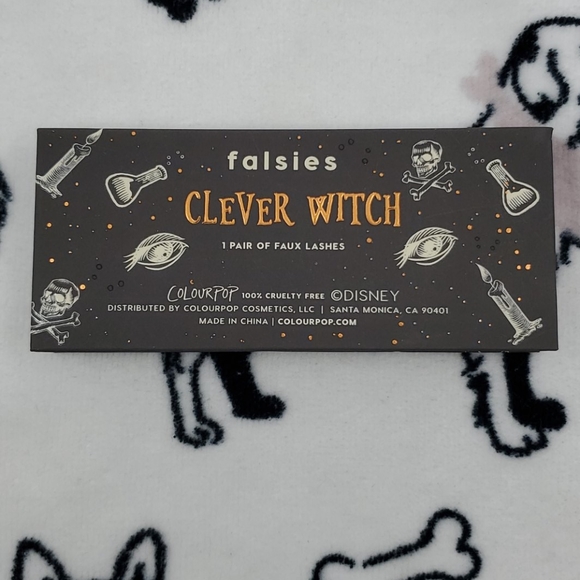 falsies
CLEVER WITCH
1 PAIR OF FAUX LASHES
COLOURPOP 100% CRUELTY FREE ©DISNEY
DISTRIBUTED BY COLOURPOP COSMETICS, LLC | SANTA MONICA, CA 90401
MADE IN CHINA | COLOURPOP.COM